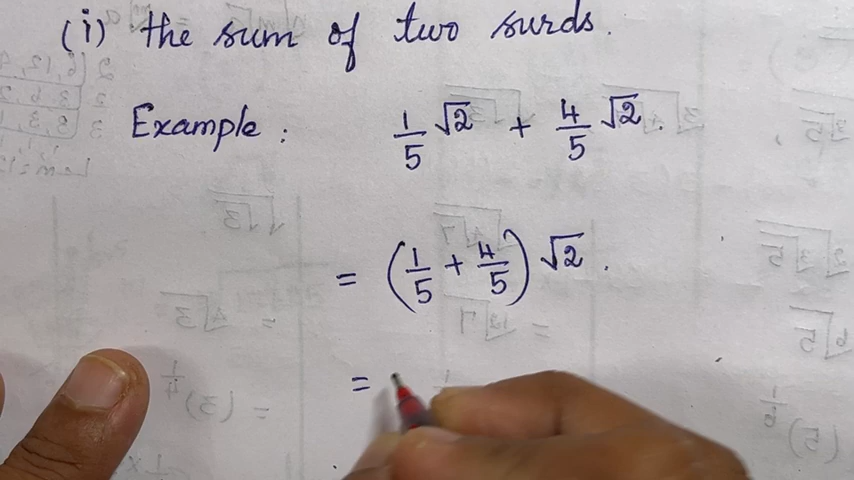 (i) the sum of two surds.
Example : 1/5 √2 + 4/5 √2.
= (1/5 + 4/5) √2.
=